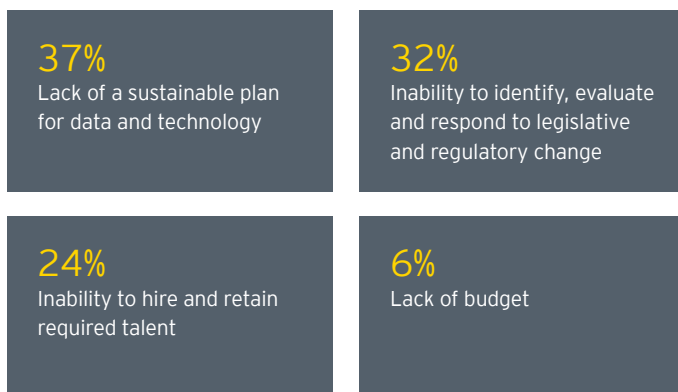 37%
Lack of a sustainable plan
for data and technology
32%
Inability to identify, evaluate
and respond to legislative
and regulatory change
24%
Inability to hire and retain
required talent
6%
Lack of budget